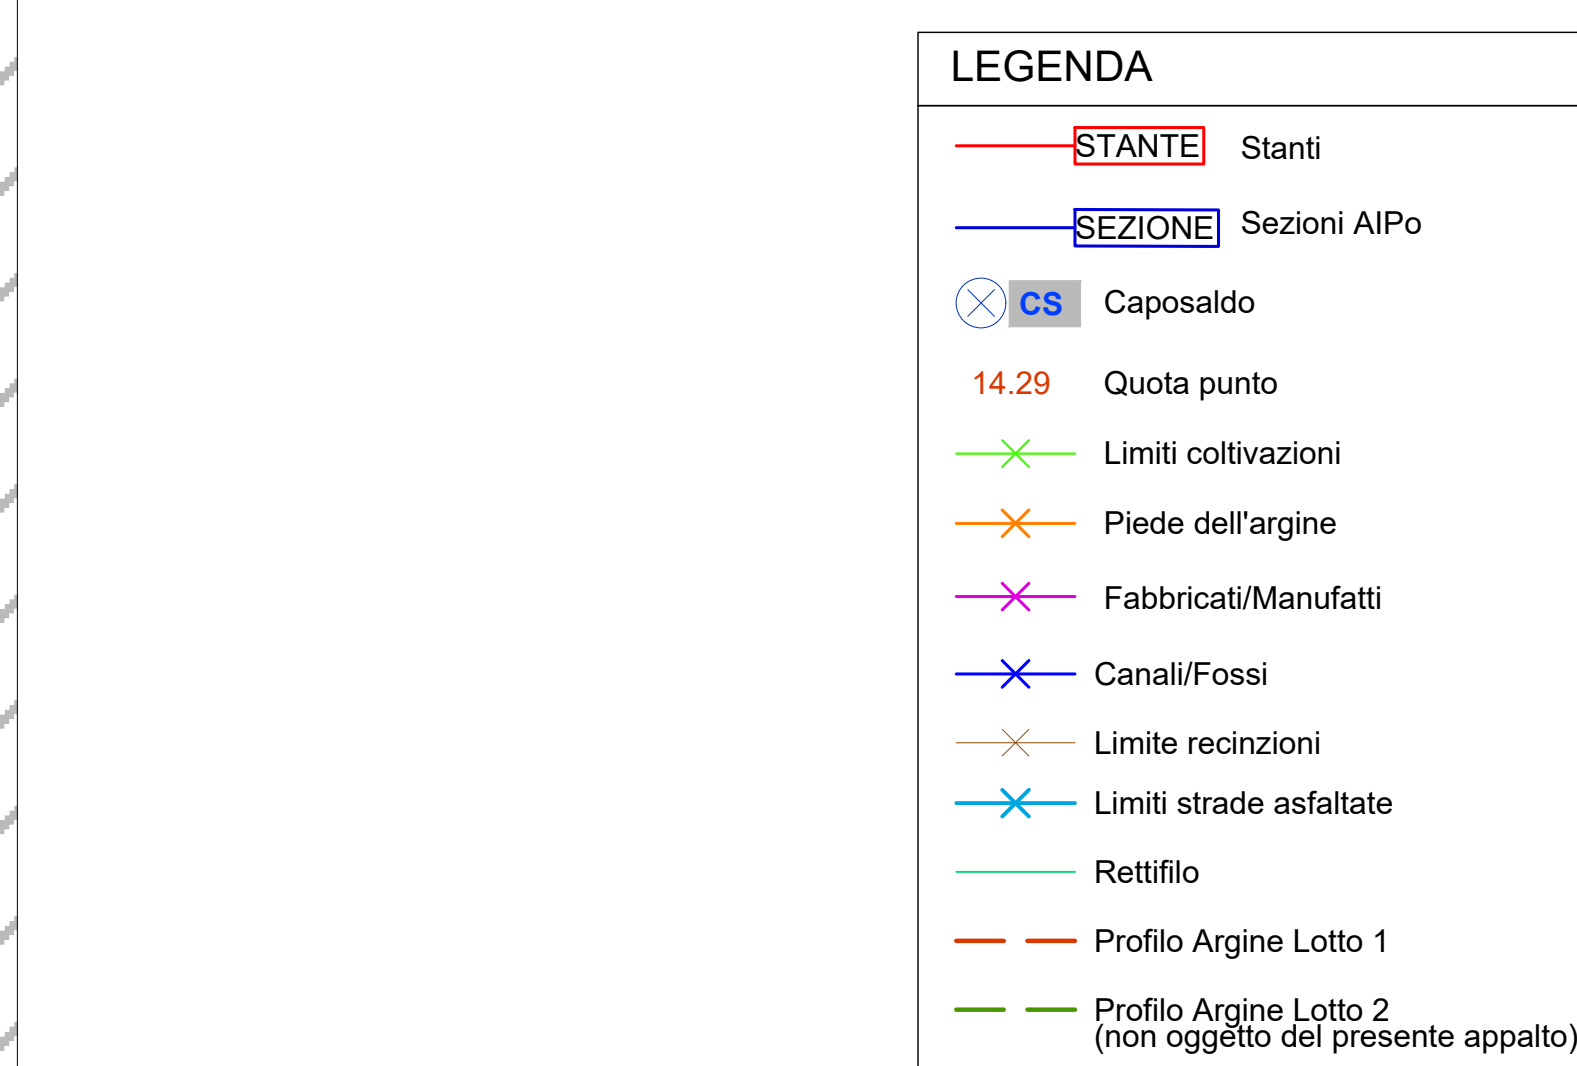 LEGENDA
STANTE Stanti
SEZIONE Sezioni AIPo
CS Caposaldo
14.29 Quota punto
Limiti coltivazioni
Piede dell'argine
Fabbricati/Manufatti
Canali/Fossi
Limite recinzioni
Limiti strade asfaltate
Rettifilo
Profilo Argine Lotto 1
Profilo Argine Lotto 2
(non oggetto del presente appalto)